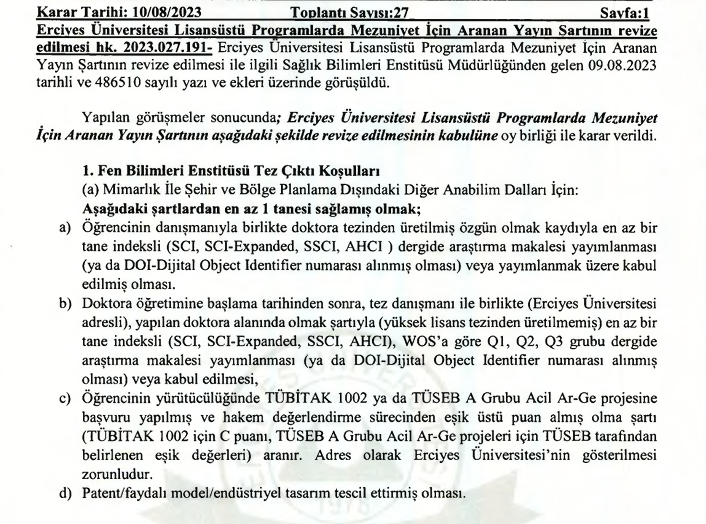 Karar Tarihi: 10/08/2023 Toplantı Sayısı:27 Sayfa:1
Erciyes Üniversitesi Lisansüstü Programlarda Mezuniyet İçin Aranan Yayın Şartının revize
edilmesi hk. 2023.027.191- Erciyes Üniversitesi Lisansüstü Programlarda Mezuniyet İçin Aranan
Yayın Şartının revize edilmesi ile ilgili Sağlık Bilimleri Enstitüsü Müdürlüğünden gelen 09.08.2023
tarihli ve 486510 sayılı yazı ve ekleri üzerinde görüşüldü.
Yapılan görüşmeler sonucunda; Erciyes Üniversitesi Lisansüstü Programlarda Mezuniyet
İçin Aranan Yayın Şartının aşağıdaki şekilde revize edilmesinin kabulüne oy birliği ile karar verildi.
1. Fen Bilimleri Enstitüsü Tez Çıktı Koşulları
(a) Mimarlık İle Şehir ve Bölge Planlama Dışındaki Diğer Anabilim Dalları İçin:
Aşağıdaki şartlardan en az 1 tanesi sağlamış olmak;
a) Öğrencinin danışmanıyla birlikte doktora tezinden üretilmiş özgün olmak kaydıyla en az bir
tane indeksli (SCI, SCI-Expanded, SSCI, AHCI ) dergide araştırma makalesi yayımlanması
(ya da DOI-Dijital Object Identifier numarası alınmış olması) veya yayımlanmak üzere kabul
edilmiş olması.
b) Doktora öğretimine başlama tarihinden sonra, tez danışmanı ile birlikte (Erciyes Üniversitesi
adresli), yapılan doktora alanında olmak şartıyla (yüksek lisans tezinden üretilmemiş) en az bir
tane indeksli (SCI, SCI-Expanded, SSCI, AHCI), WOS’a göre Q1, Q2, Q3 grubu dergide
araştırma makalesi yayımlanması (ya da DOI-Dijital Object Identifier numarası alınmış
olması) veya kabul edilmesi,
c) Öğrencinin yürütücülüğünde TÜBİTAK 1002 ya da TÜSEB A Grubu Acil Ar-Ge projesine
başvuru yapılmış ve hakem değerlendirme sürecinden eşik üstü puan almış olma şartı
(TÜBİTAK 1002 için C puanı, TÜSEB A Grubu Acil Ar-Ge projeleri için TÜSEB tarafından
belirlenen eşik değerleri) aranır. Adres olarak Erciyes Üniversitesi’nin gösterilmesi
zorunludur.
d) Patent/faydalı model/endüstriyel tasarım tescil ettirmiş olması.
1978